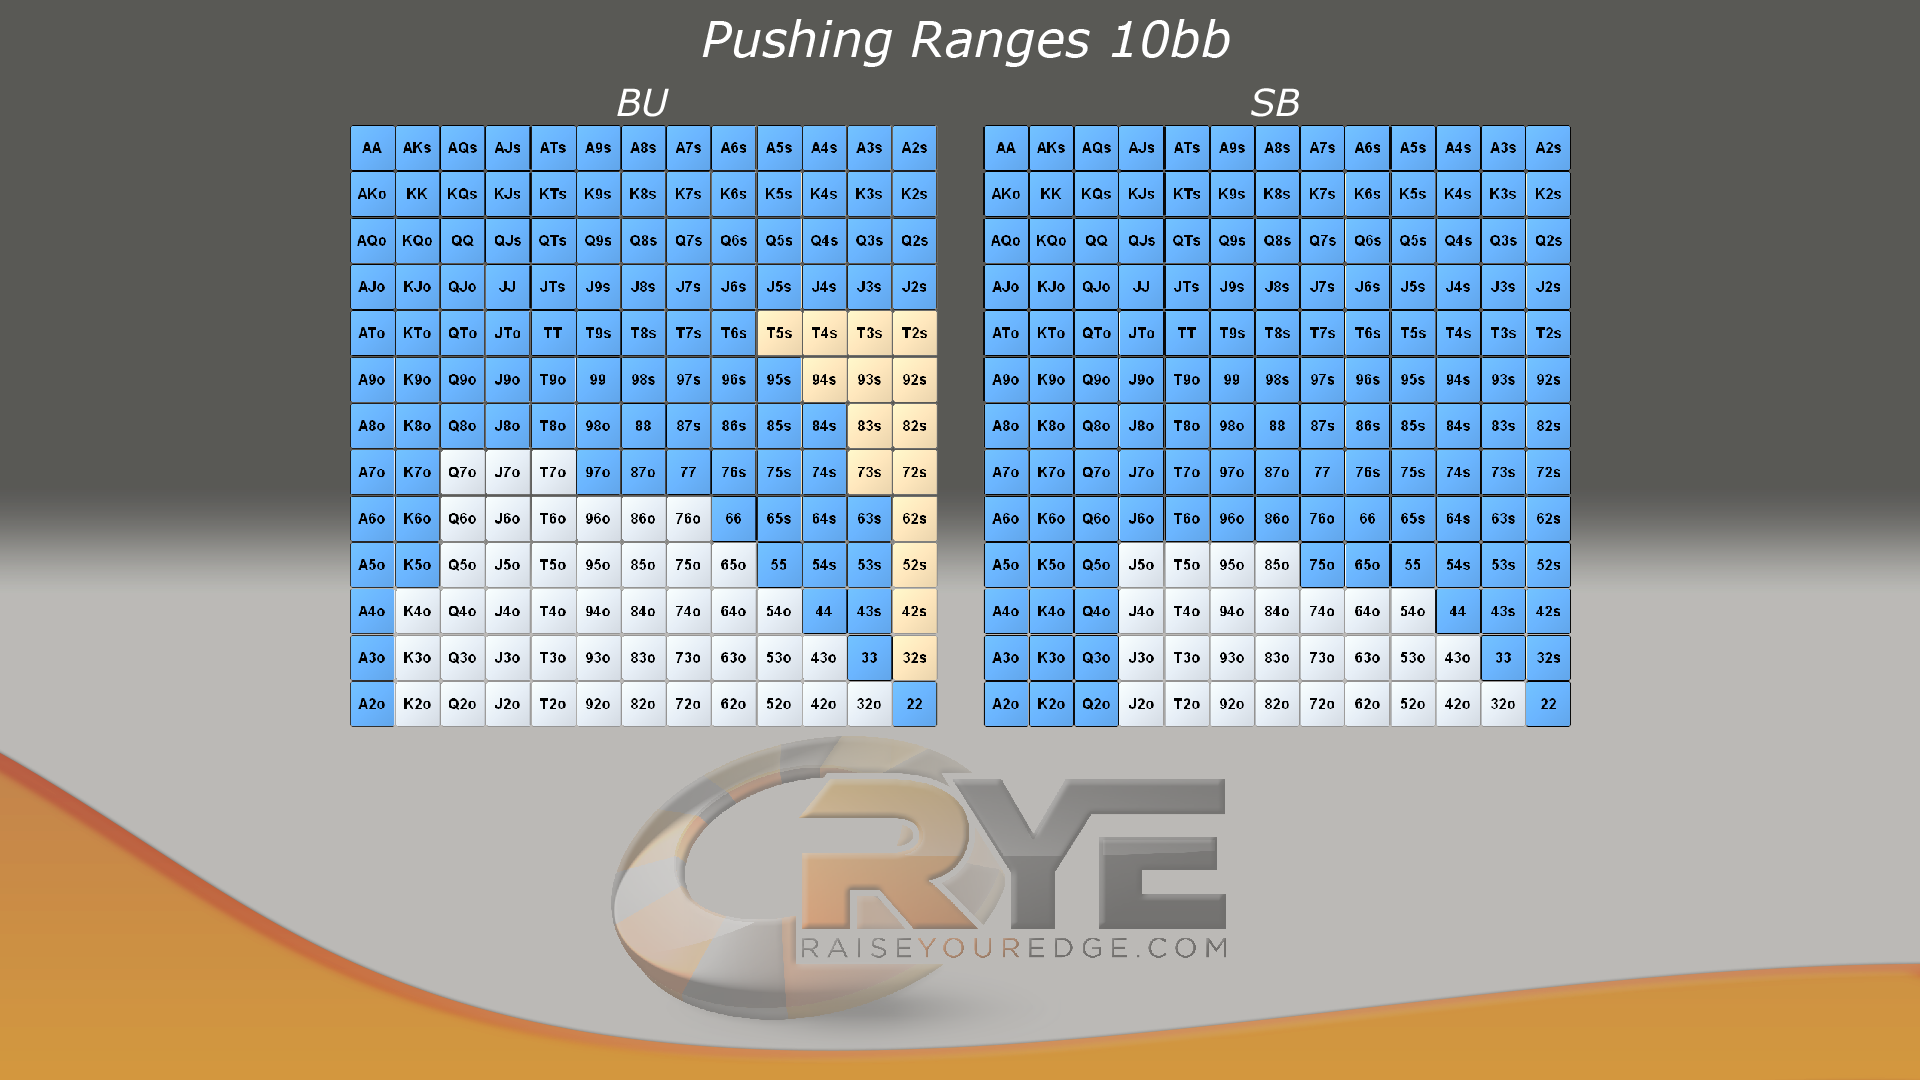 Pushing Ranges 10bb
BU
AA AKs AQs AJs ATs A9s A8s A7s A6s A5s A4s A3s A2s
AKo KK KQs KJs KTs K9s K8s K7s K6s K5s K4s K3s K2s
AQo KQo QQ QJs QTs Q9s Q8s Q7s Q6s Q5s Q4s Q3s Q2s
AJo KJo QJo JJ JTs J9s J8s J7s J6s J5s J4s J3s J2s
ATo KTo QTo JTo TT T9s T8s T7s T6s T5s T4s T3s T2s
A9o K9o Q9o J9o T9o 99 98s 97s 96s 95s 94s 93s 92s
A8o K8o Q8o J8o T8o 98o 88 87s 86s 85s 84s 83s 82s
A7o K7o Q7o J7o T7o 97o 87o 77 76s 75s 74s 73s 72s
A6o K6o Q6o J6o T6o 96o 86o 76o 66 65s 64s 63s 62s
A5o K5o Q5o J5o T5o 95o 85o 75o 65o 55 54s 53s 52s
A4o K4o Q4o J4o T4o 94o 84o 74o 64o 54o 44 43s 42s
A3o K3o Q3o J3o T3o 93o 83o 73o 63o 53o 43o 33 32s
A2o K2o Q2o J2o T2o 92o 82o 72o 62o 52o 42o 32o 22
SB
AA AKs AQs AJs ATs A9s A8s A7s A6s A5s A4s A3s A2s
AKo KK KQs KJs KTs K9s K8s K7s K6s K5s K4s K3s K2s
AQo KQo QQ QJs QTs Q9s Q8s Q7s Q6s Q5s Q4s Q3s Q2s
AJo KJo QJo JJ JTs J9s J8s J7s J6s J5s J4s J3s J2s
ATo KTo QTo JTo TT T9s T8s T7s T6s T5s T4s T3s T2s
A9o K9o Q9o J9o T9o 99 98s 97s 96s 95s 94s 93s 92s
A8o K8o Q8o J8o T8o 98o 88 87s 86s 85s 84s 83s 82s
A7o K7o Q7o J7o T7o 97o 87o 77 76s 75s 74s 73s 72s
A6o K6o Q6o J6o T6o 96o 86o 76o 66 65s 64s 63s 62s
A5o K5o Q5o J5o T5o 95o 85o 75o 65o 55 54s 53s 52s
A4o K4o Q4o J4o T4o 94o 84o 74o 64o 54o 44 43s 42s
A3o K3o Q3o J3o T3o 93o 83o 73o 63o 53o 43o 33 32s
A2o K2o Q2o J2o T2o 92o 82o 72o 62o 52o 42o 32o 22
RYE
RAISEYOUREDGE.COM